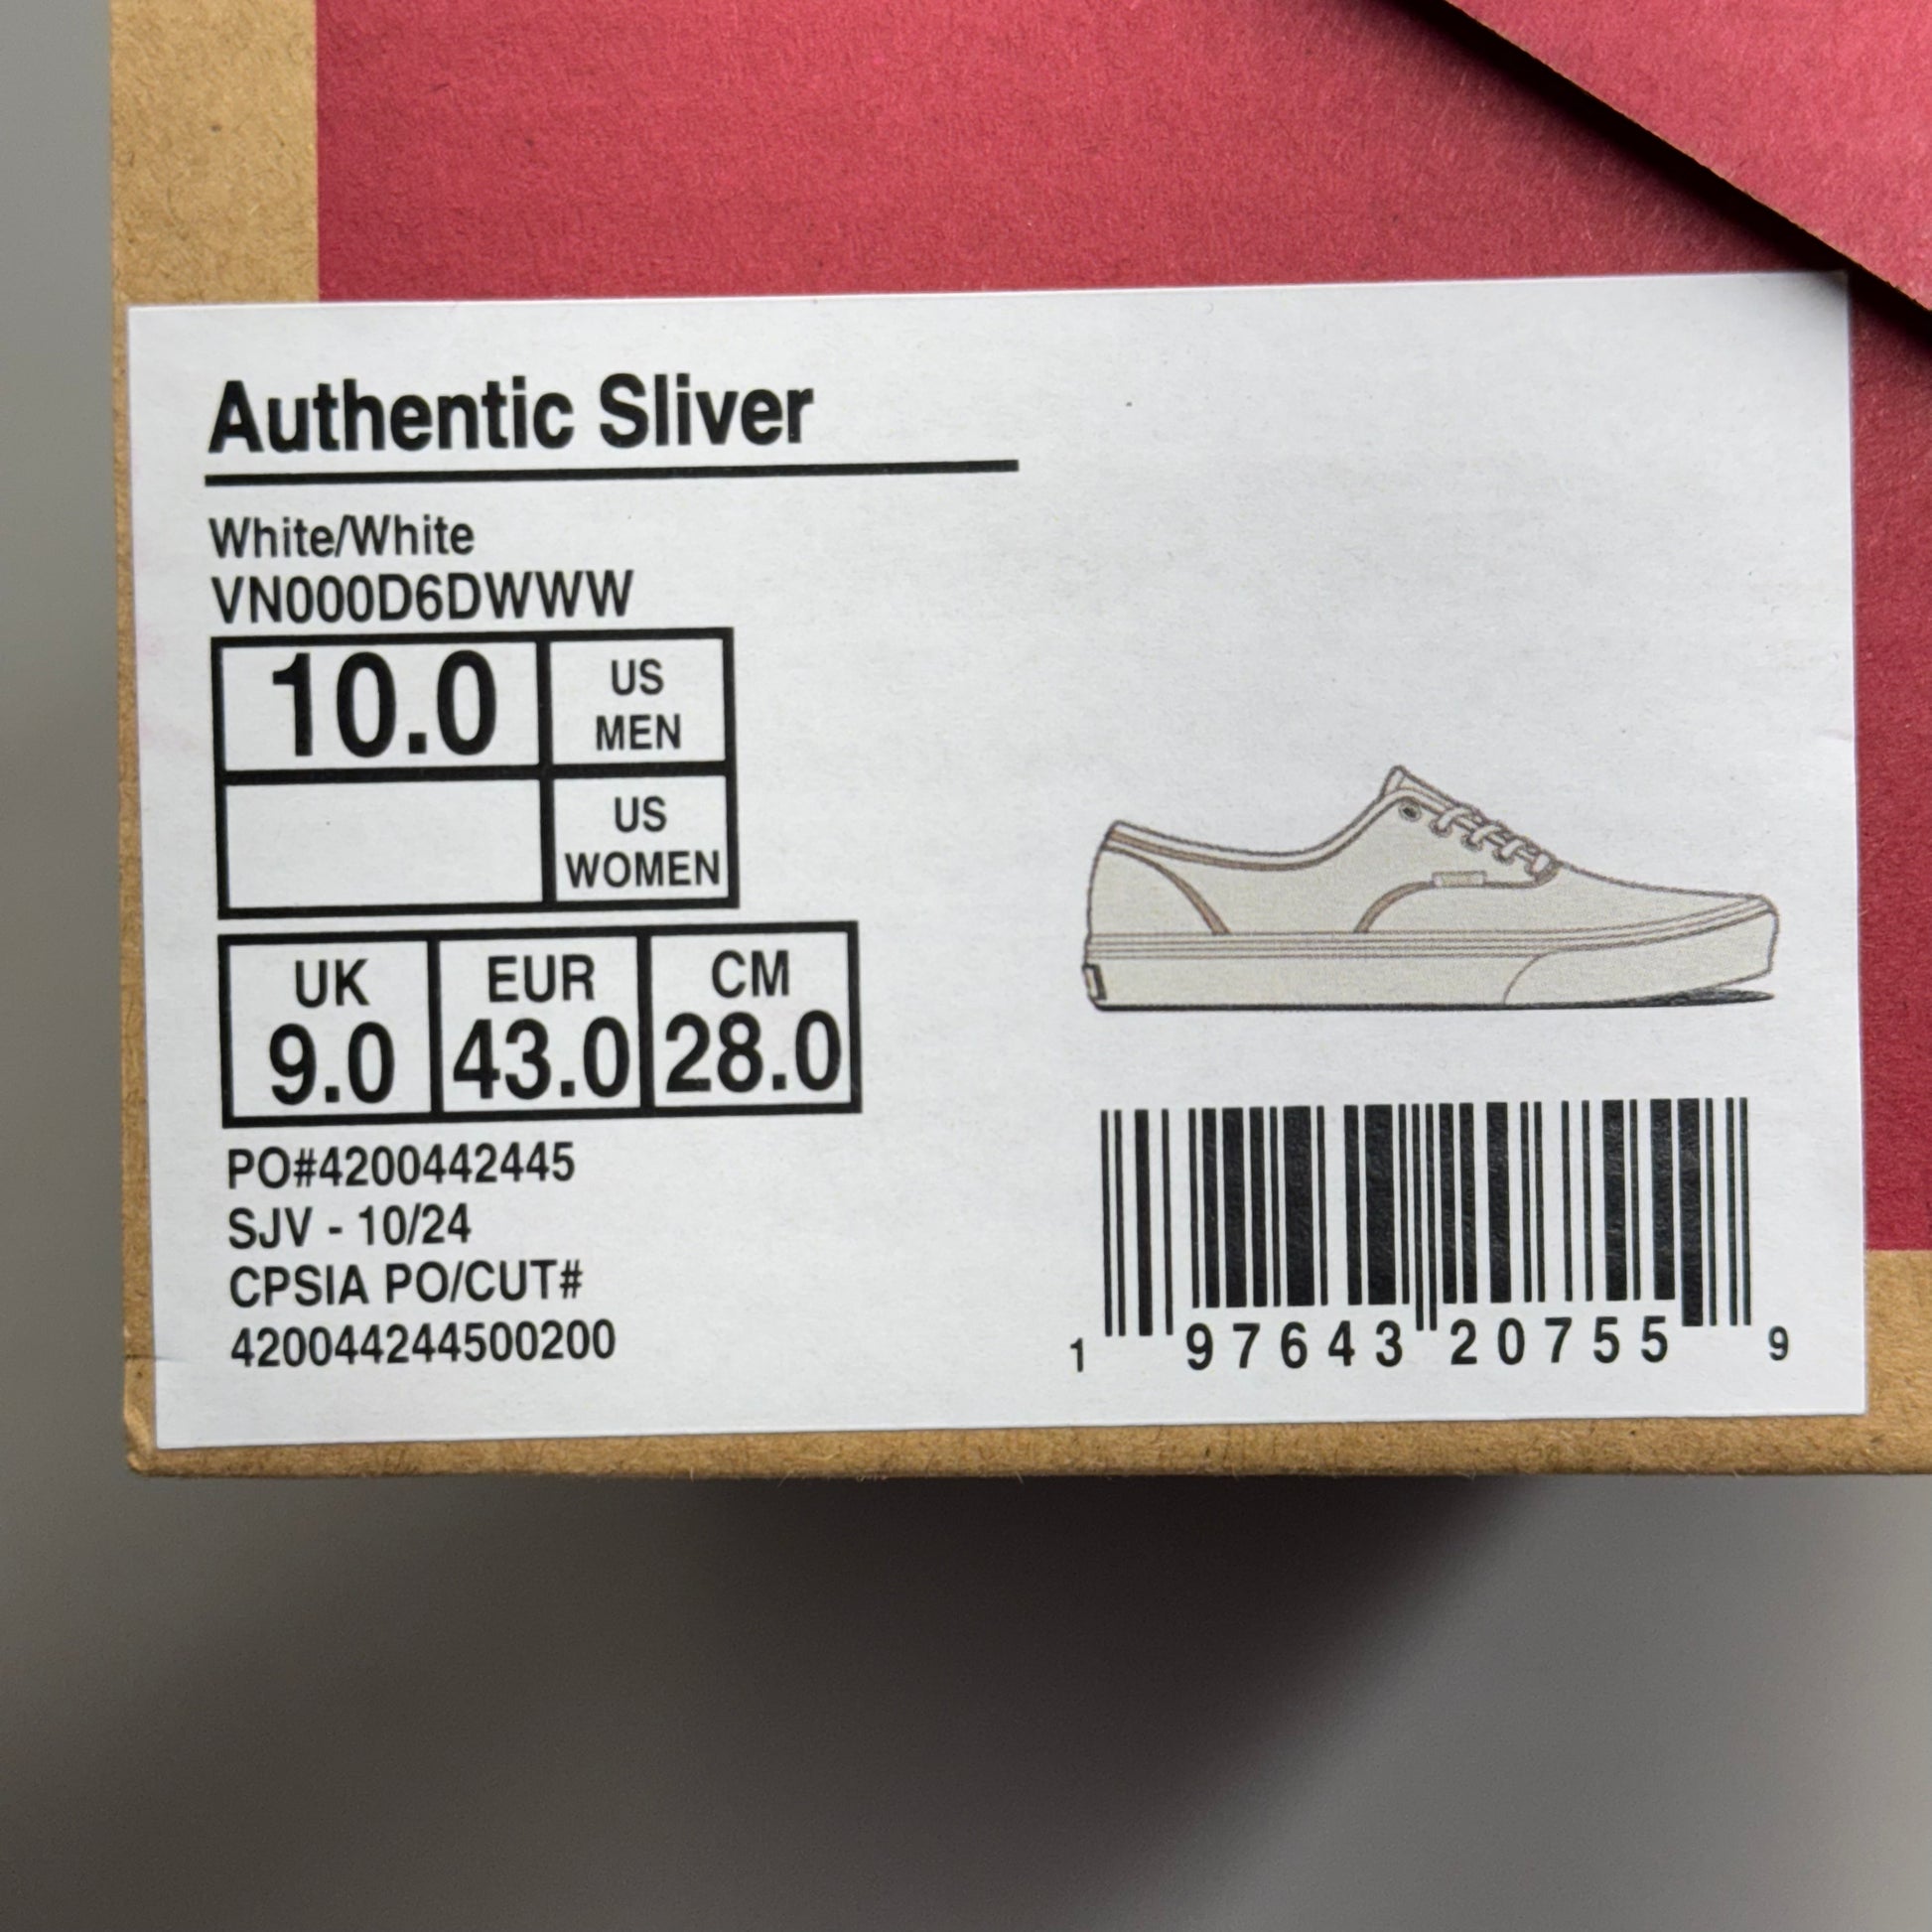 Authentic Sliver
White/White
VN000D6DWWW
10.0 US MEN
US WOMEN
UK EUR CM
9.0 43.0 28.0
PO#4200442445
SJV - 10/24
CPSIA PO/CUT#
420044244500200
1 97643 20755 9